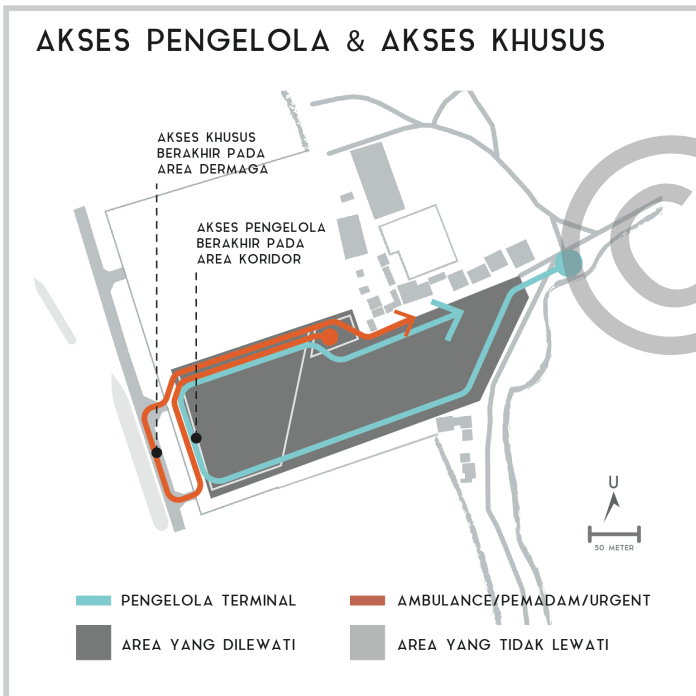 AKSES PENGELOLA & AKSES KHUSUS
AKSES KHUSUS
BERAKHIR PADA
AREA DERMAGA
AKSES PENGELOLA
BERAKHIR PADA
AREA KORIDOR
U
50 METER
PENGELOLA TERMINAL
AMBULANCE/PEMADAM/URGENT
AREA YANG DILEWATI
AREA YANG TIDAK LEWATI
©